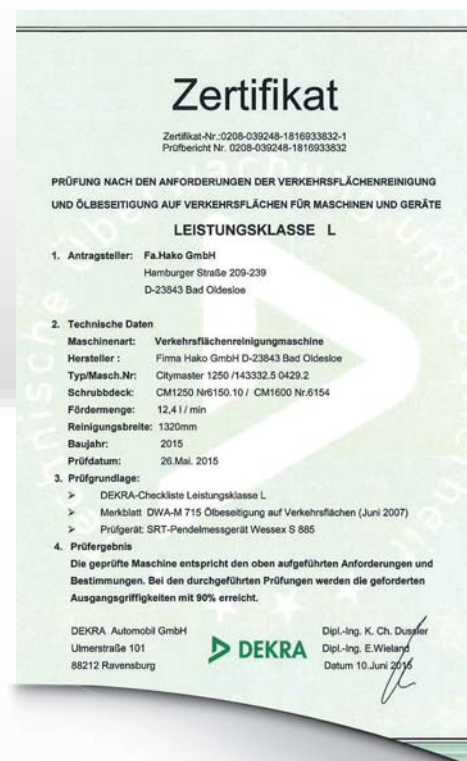 Zertifikat
Zertifikat-Nr.:0208-039248-1816933832-1
Prüfbericht Nr. 0208-039248-1816933832
PRÜFUNG NACH DEN ANFORDERUNGEN DER VERKEHRSFLÄCHENREINIGUNG
UND ÖLBESEITIGUNG AUF VERKEHRSFLÄCHEN FÜR MASCHINEN UND GERÄTE
LEISTUNGSKLASSE L
1. Antragsteller: Fa.Hako GmbH
Hamburger Straße 209-239
D-23843 Bad Oldesloe
2. Technische Daten
Maschinenart: Verkehrsflächenreinigungmaschine
Hersteller : Firma Hako GmbH D-23843 Bad Oldesloe
Typ/Masch.Nr: Citymaster 1250 /143332.5 0429.2
Schrubbdeck: CM1250 Nr6150.10 / CM1600 Nr.6154
Fördermenge: 12,4 l / min
Reinigungsbreite: 1320mm
Baujahr: 2015
Prüfdatum: 26.Mai. 2015
3. Prüfgrundlage:
➢ DEKRA-Checkliste Leistungsklasse L
➢ Merkblatt DWA-M 715 Ölbeseitigung auf Verkehrsflächen (Juni 2007)
➢ Prüfgerät: SRT-Pendelmessgerät Wessex S 885
4. Prüfergebnis
Die geprüfte Maschine entspricht den oben aufgeführten Anforderungen und
Bestimmungen. Bei den durchgeführten Prüfungen werden die geforderten
Ausgangsgriffigkeiten mit 90% erreicht.
DEKRA Automobil GmbH
Ulmerstraße 101
88212 Ravensburg
DEKRA
Dipl.-Ing. K. Ch. Dussler
Dipl.-Ing. E.Wieland
Datum 10.Juni 2015